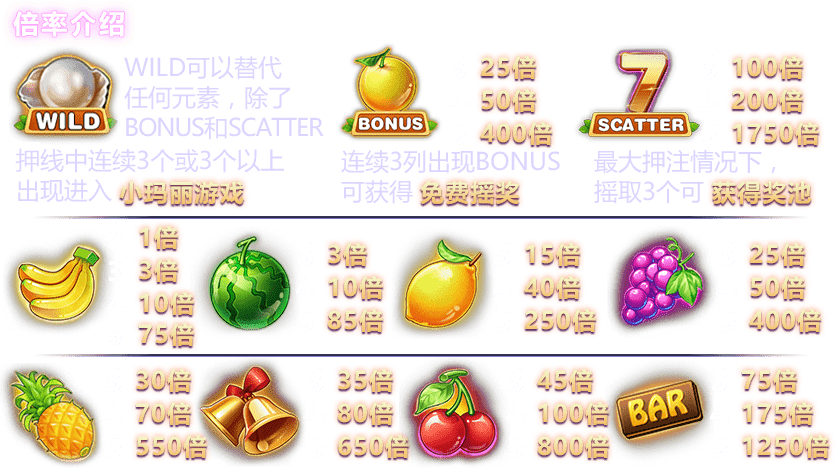 倍率介绍
WILD
WILD可以替代
任何元素，除了
BONUS和SCATTER
押线中连续3个或3个以上
出现进入 小玛丽游戏
BONUS
25倍
50倍
400倍
连续3列出现BONUS
可获得 免费摇奖
7
SCATTER
100倍
200倍
1750倍
最大押注情况下，
摇取3个可 获得奖池
1倍
3倍
10倍
75倍
3倍
10倍
85倍
15倍
40倍
250倍
25倍
50倍
400倍
30倍
70倍
550倍
35倍
80倍
650倍
45倍
100倍
800倍
BAR
75倍
175倍
1250倍